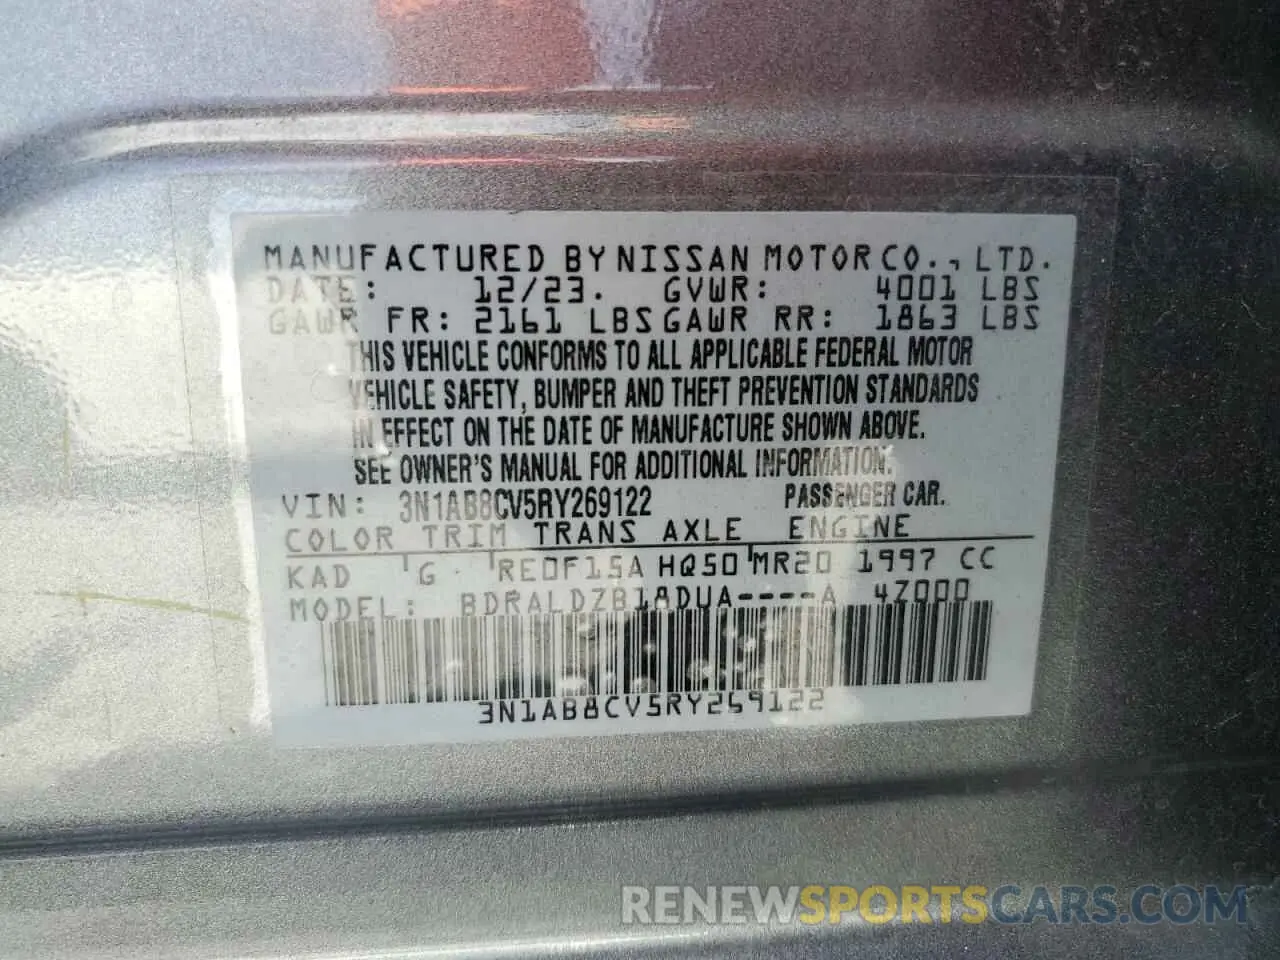 MANUFACTURED BY NISSAN MOTOR CO., LTD.
DATE: 12/23. GVWR: 4001 LBS
GAWR FR: 2161 LBS GAWR RR: 1863 LBS
THIS VEHICLE CONFORMS TO ALL APPLICABLE FEDERAL MOTOR
VEHICLE SAFETY, BUMPER AND THEFT PREVENTION STANDARDS
IN EFFECT ON THE DATE OF MANUFACTURE SHOWN ABOVE.
SEE OWNER'S MANUAL FOR ADDITIONAL INFORMATION.
VIN: 3N1AB8CV5RY269122 PASSENGER CAR.
COLOR TRIM TRANS AXLE ENGINE
KAD G RE0F15A HQ50 MR20 1997 CC
MODEL: BDRALDZB18DUA----A 4Z000
3N1AB8CV5RY269122
RENEWSPORTSCARS.COM